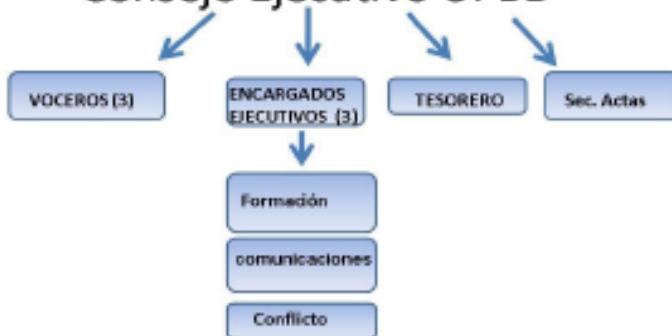 Consejo Ejecutivo
VOCEROS (3)
ENCARGADOS
EJECUTIVOS (3)
TESORERO
Sec. Actas
Formación
comunicaciones
Conflicto